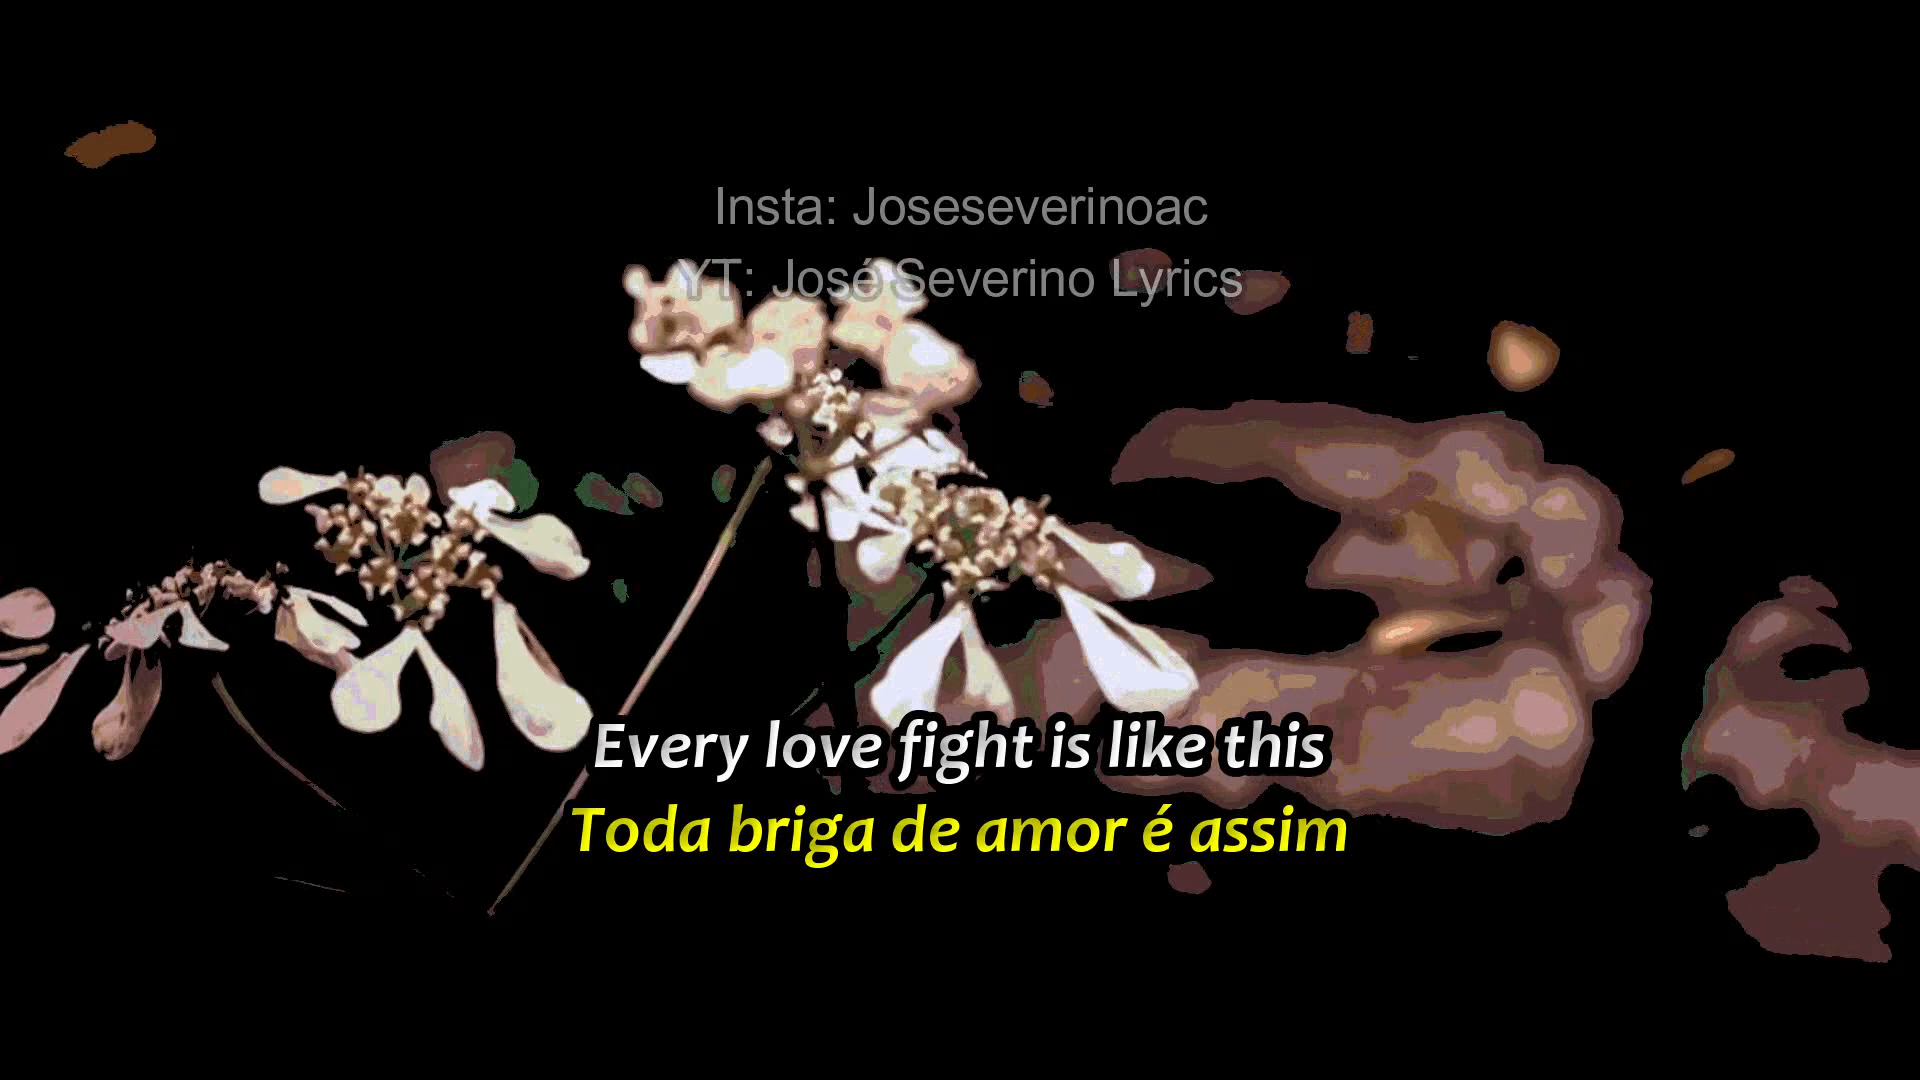 Insta: Joseseverinoac
YT: José Severino Lyrics
Every love fight is like this
Toda briga de amor é assim